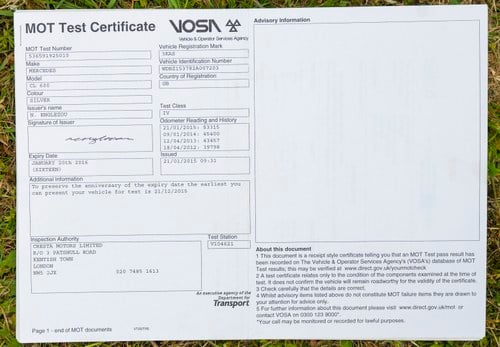 MOT Test Certificate
VOSA
Vehicle & Operator Services Agency
MOT Test Number
536591925010
Make
MERCEDES
Model
CL 600
Colour
SILVER
Issuer's name
N. ENGLEZOU
Signature of Issuer
Expiry Date
JANUARY 20th 2016
(SIXTEEN)
Vehicle Registration Mark
3KAS
Vehicle Identification Number
WDB2153782A007203
Country of Registration
GB
Test Class
IV
Odometer Reading and History
21/01/2015: 53315
09/01/2014: 45400
12/04/2013: 43467
18/04/2012: 39798
Issued
21/01/2015 09:31
Additional Information
To preserve the anniversary of the expiry date the earliest you
can present your vehicle for test is 21/12/2015
Inspection Authority
CRESTA MOTORS LIMITED
R/O 3 PATSHULL ROAD
KENTISH TOWN
LONDON
NW5 2JE 020 7485 1613
Test Station
V104621
An executive agency of the
Department for
Transport
Page 1 - end of MOT documents
VT20/VE
Advisory Information
About this document
1 This document is a receipt style certificate telling you that an MOT Test pass result has
been recorded on The Vehicle & Operator Services Agency's (VOSA's) database of MOT
Test results; this may be verified at www.direct.gov.uk/yourmotcheck
2 A test certificate relates only to the condition of the components examined at the time of
test. It does not confirm the vehicle will remain roadworthy for the validity of the certificate.
3 Check carefully that the details are correct.
4 Whilst advisory items listed above do not constitute MOT failure items they are drawn to
your attention for advice only.
5 For further information about this document please visit www.direct.gov.uk/mot or
contact VOSA on 0300 123 9000*.
*Your call may be monitored or recorded for lawful purposes.